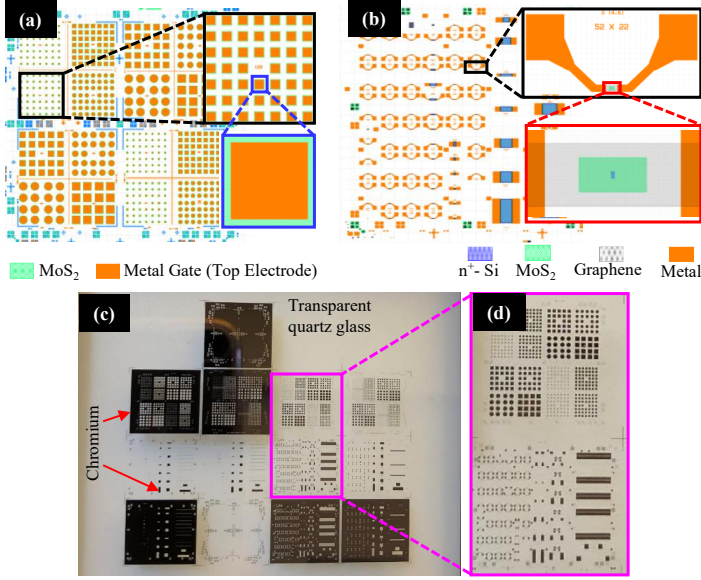 (a)
(b)
52 X 22
MoS₂
Metal Gate (Top Electrode)
n⁺- Si
MoS₂
Graphene
Metal
(c)
Transparent
quartz glass
Chromium
(d)